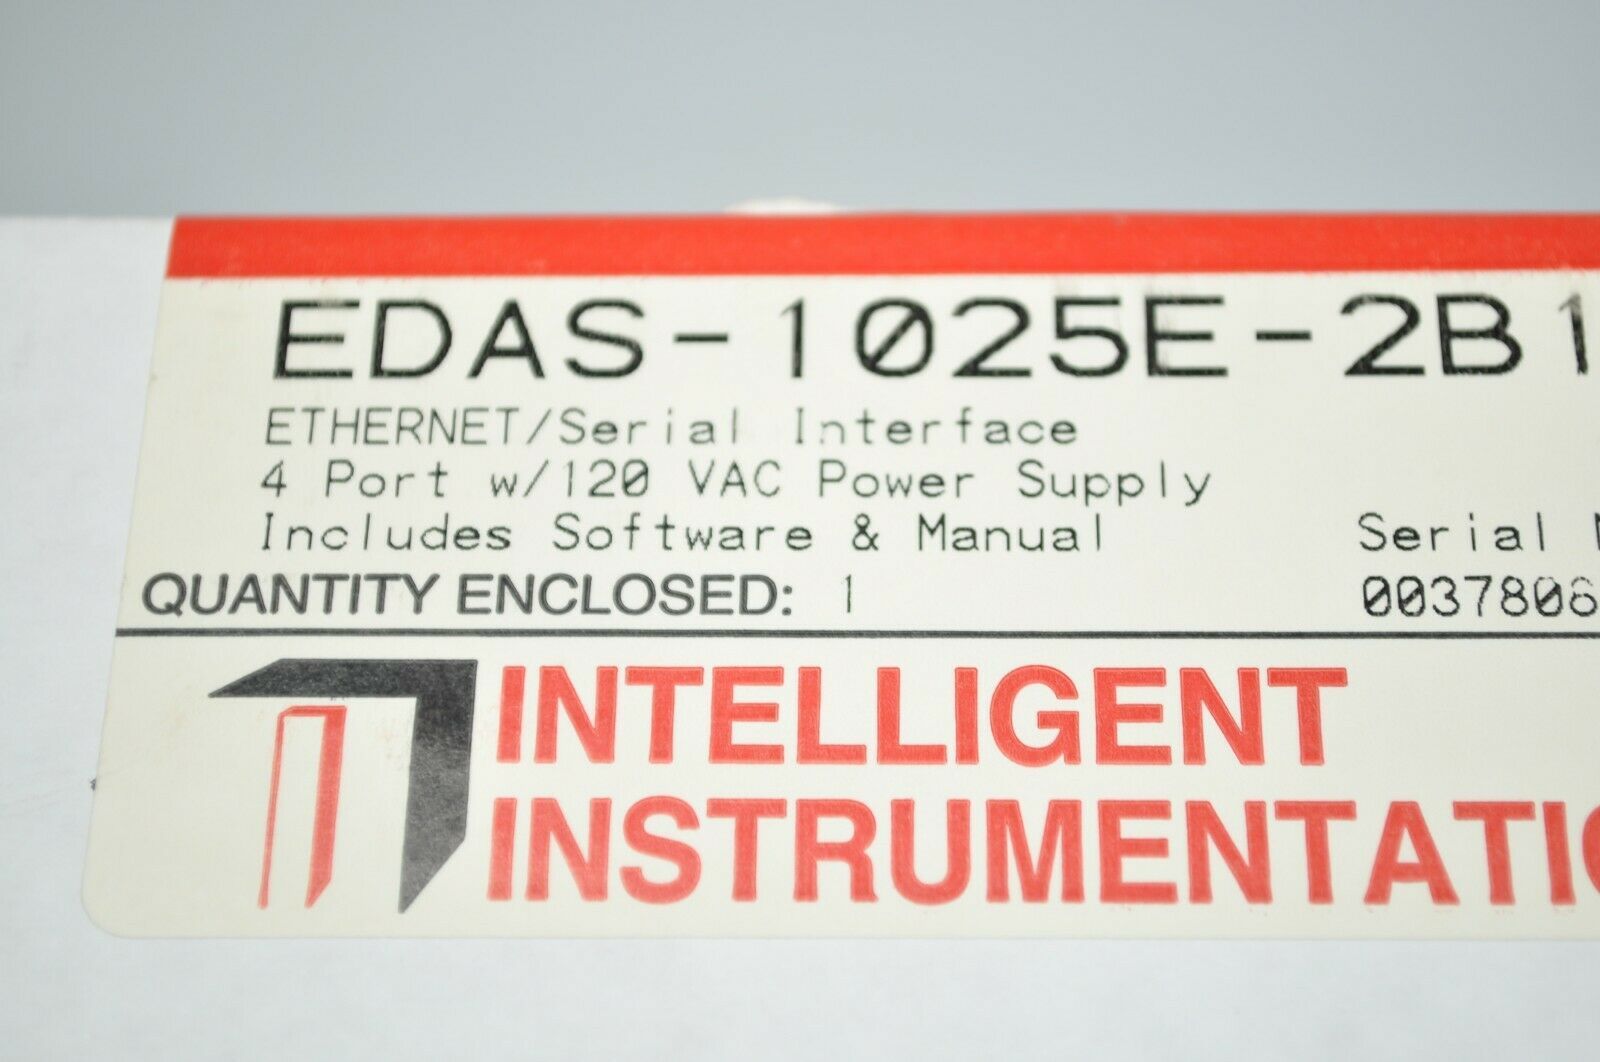 EDAS-1025E-2B1
ETHERNET/Serial Interface
4 Port w/120 VAC Power Supply
Includes Software & Manual
Serial
QUANTITY ENCLOSED: 1
0037806
INTELLIGENT
INSTRUMENTATIO